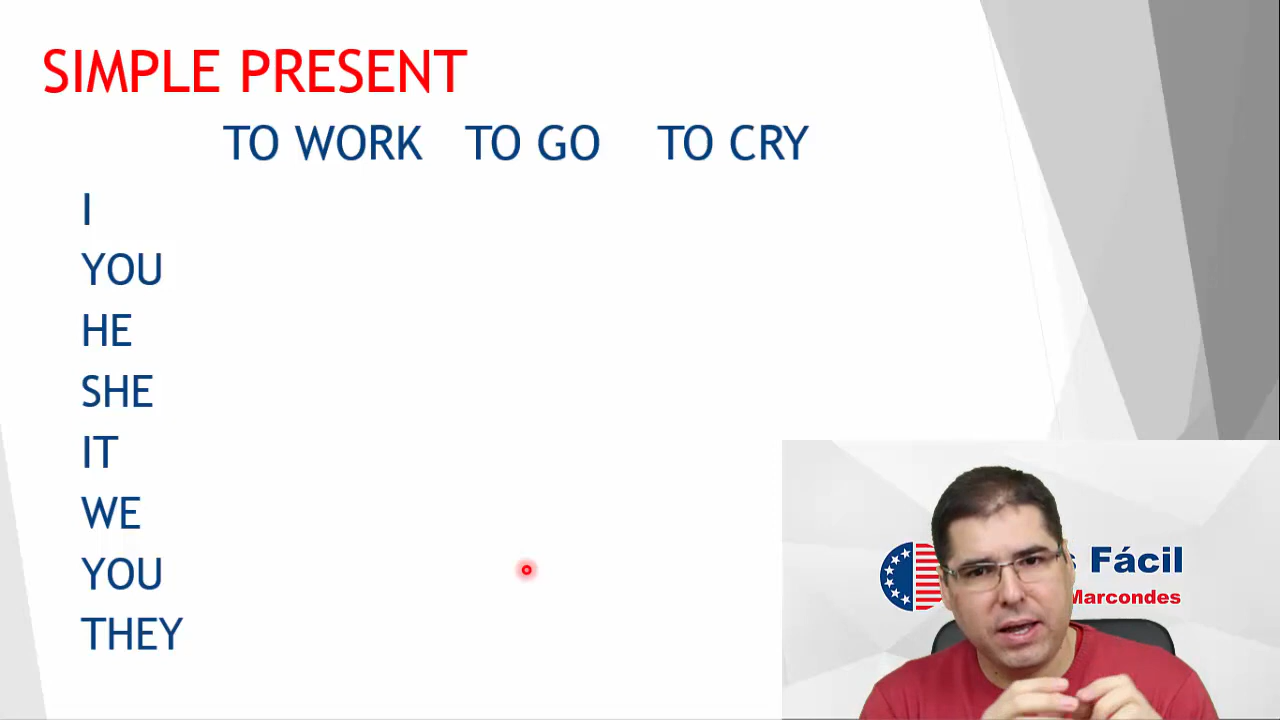 SIMPLE PRESENT
TO WORK TO GO TO CRY
I
YOU
HE
SHE
IT
WE
YOU
THEY
Fácil
Marcondes